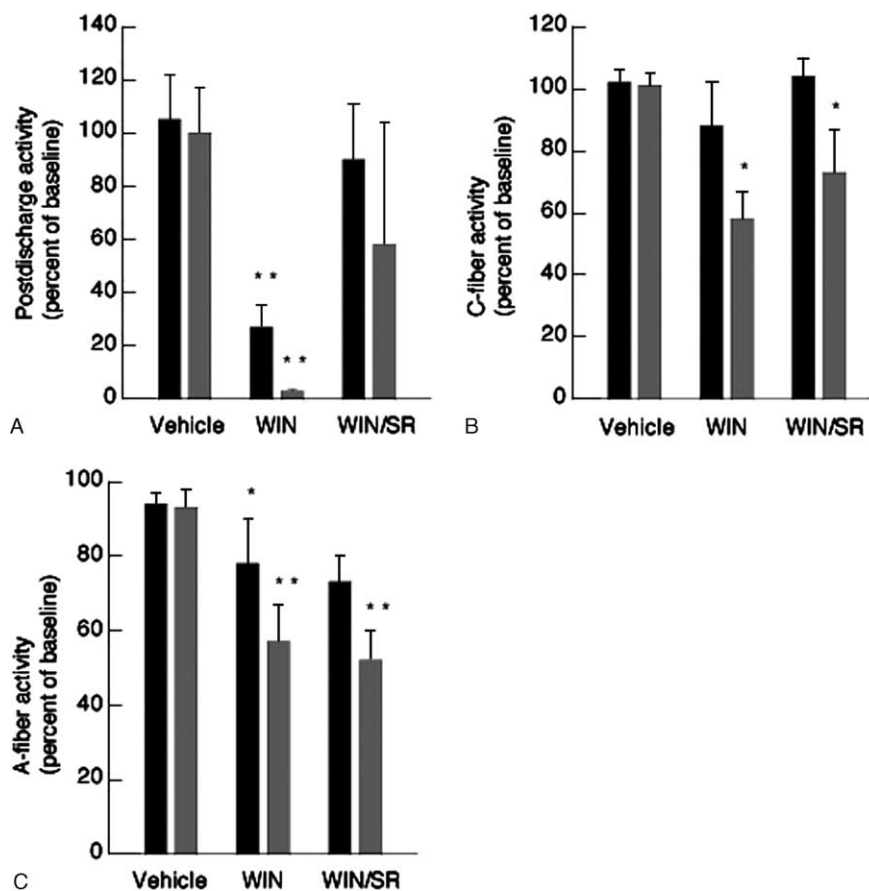 Postdischarge activity
(percent of baseline)
140
120
100
80
60
40
20
0
* *
* *
Vehicle WIN WIN/SR
A
C-fiber activity
(percent of baseline)
120
100
80
60
40
20
0
*
*
Vehicle WIN WIN/SR
B
A-fiber activity
(percent of baseline)
100
80
60
40
20
0
*
* *
* *
Vehicle WIN WIN/SR
C